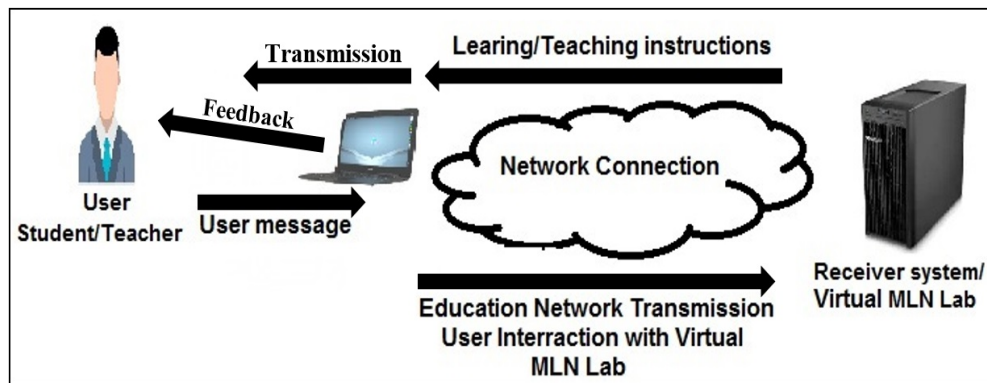 Learing/Teaching instructions
Transmission
Feedback
Network Connection
User
Student/Teacher
User message
Receiver system/
Virtual MLN Lab
Education Network Transmission
User Interraction with Virtual
MLN Lab